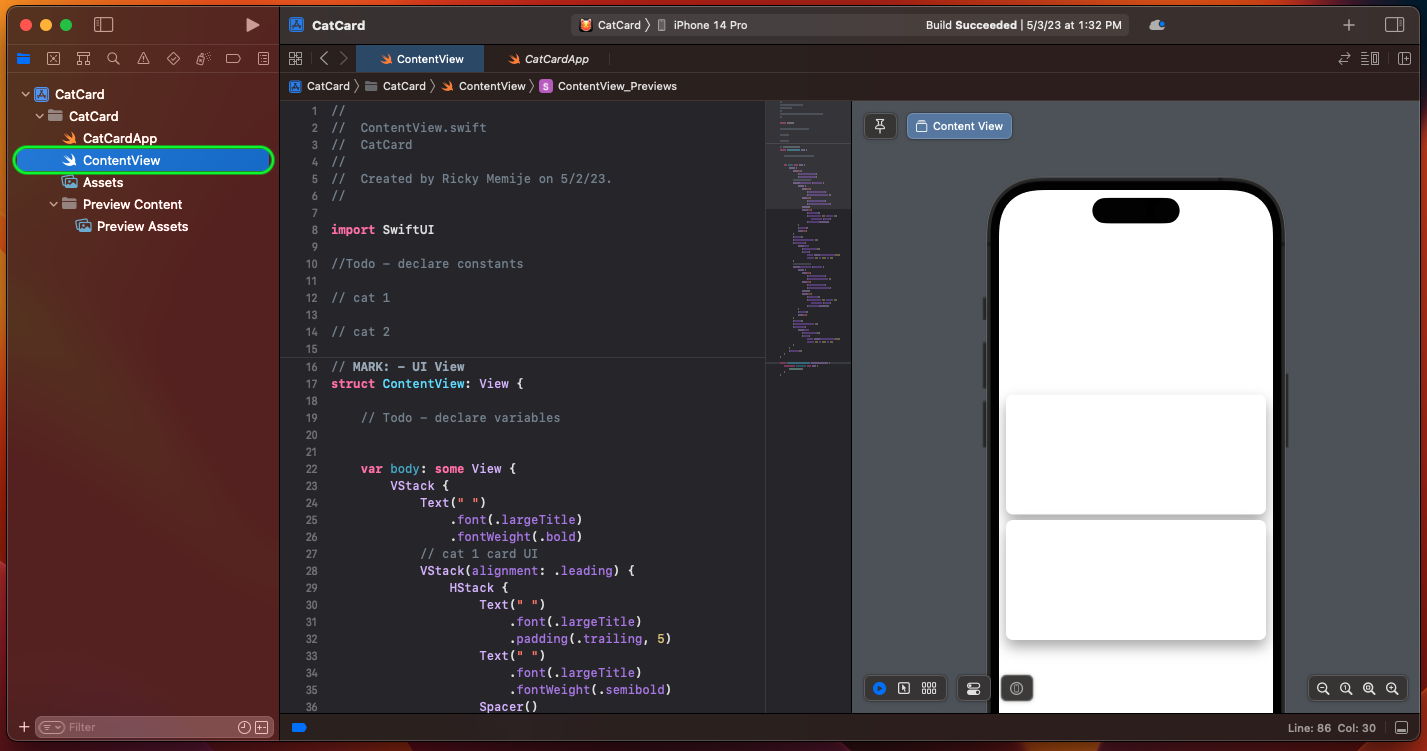 CatCard
CatCard 〉 iPhone 14 Pro
Build Succeeded | 5/3/23 at 1:32 PM
ContentView
CatCardApp
CatCard 〉 CatCard 〉 ContentView 〉 S ContentView_Previews
CatCard
CatCard
CatCardApp
ContentView
Assets
Preview Content
Preview Assets
Filter
1 //
2 //  ContentView.swift
3 //  CatCard
4 //
5 //  Created by Ricky Memije on 5/2/23.
6 //
7
8 import SwiftUI
9
10 //Todo - declare constants
11
12 // cat 1
13
14 // cat 2
15
16 // MARK: - UI View
17 struct ContentView: View {
18
19     // Todo - declare variables
20
21
22     var body: some View {
23         VStack {
24             Text(" ")
25                 .font(.largeTitle)
26                 .fontWeight(.bold)
27             // cat 1 card UI
28             VStack(alignment: .leading) {
29                 HStack {
30                     Text(" ")
31                         .font(.largeTitle)
32                         .padding(.trailing, 5)
33                     Text(" ")
34                         .font(.largeTitle)
35                         .fontWeight(.semibold)
36                     Spacer()
Content View
Line: 86 Col: 30